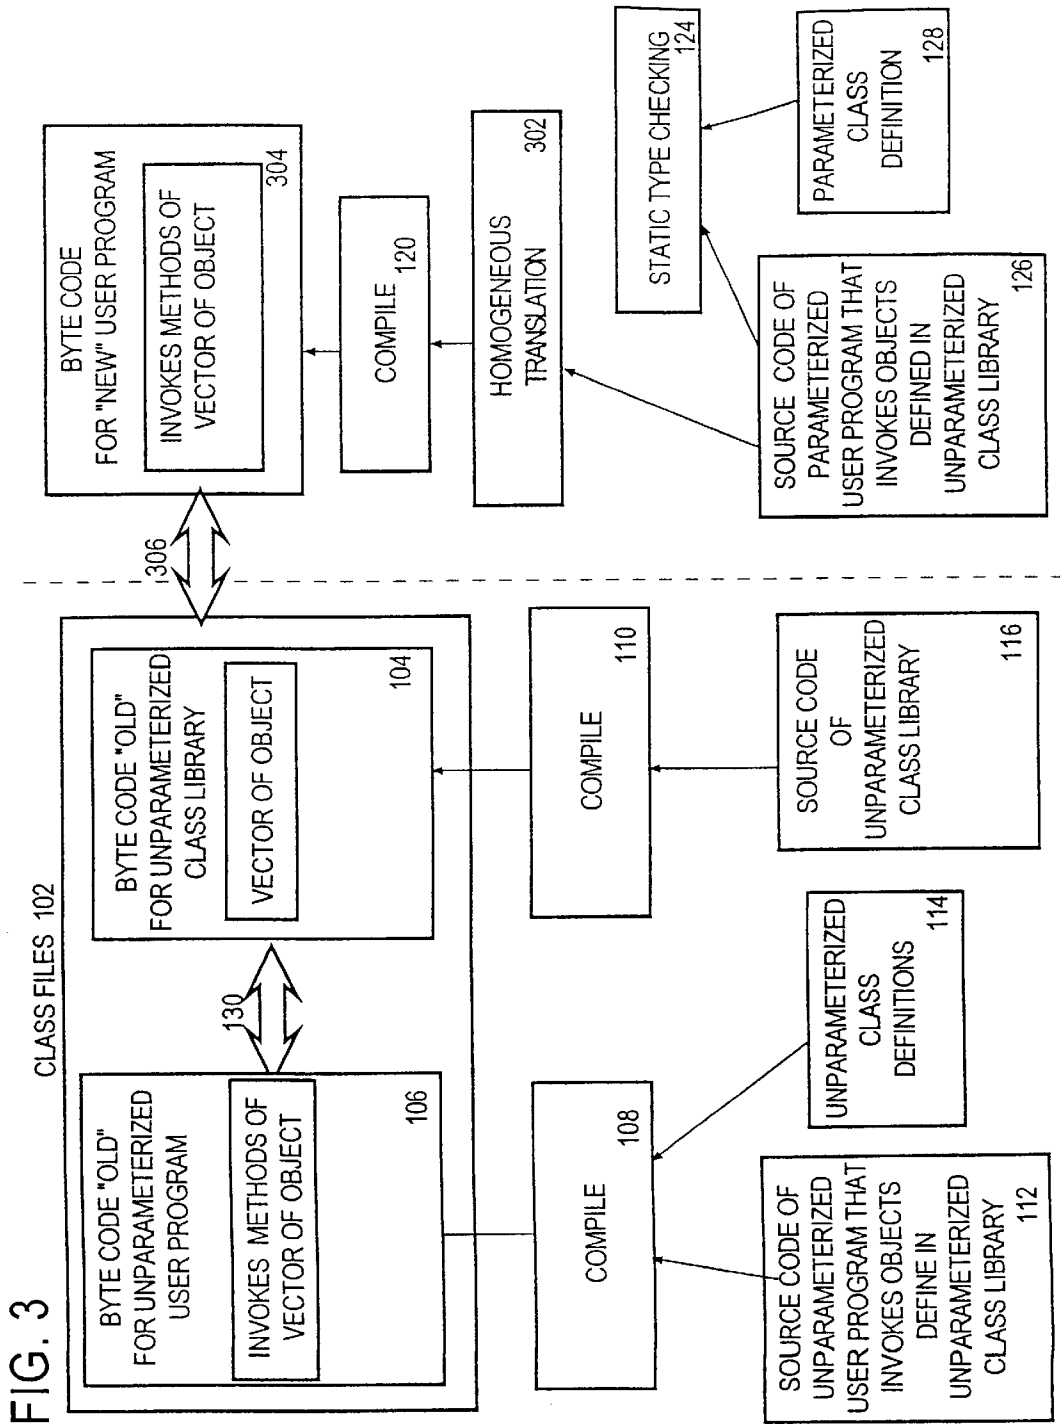 FIG. 3
CLASS FILES 102
BYTE CODE "OLD"
FOR UNPARAMETERIZED
USER PROGRAM
INVOKES METHODS OF
VECTOR OF OBJECT
106
130
BYTE CODE "OLD"
FOR UNPARAMETERIZED
CLASS LIBRARY
VECTOR OF OBJECT
104
306
BYTE CODE
FOR "NEW" USER PROGRAM
INVOKES METHODS OF
VECTOR OF OBJECT
304
COMPILE
108
COMPILE
110
COMPILE
120
HOMOGENEOUS
TRANSLATION
302
STATIC TYPE CHECKING
124
SOURCE CODE OF
UNPARAMETERIZED
USER PROGRAM THAT
INVOKES OBJECTS
DEFINE IN
UNPARAMETERIZED
CLASS LIBRARY
112
UNPARAMETERIZED
CLASS
DEFINITIONS
114
SOURCE CODE
OF
UNPARAMETERIZED
CLASS LIBRARY
116
SOURCE CODE OF
PARAMETERIZED
USER PROGRAM THAT
INVOKES OBJECTS
DEFINED IN
UNPARAMETERIZED
CLASS LIBRARY
126
PARAMETERIZED
CLASS
DEFINITION
128